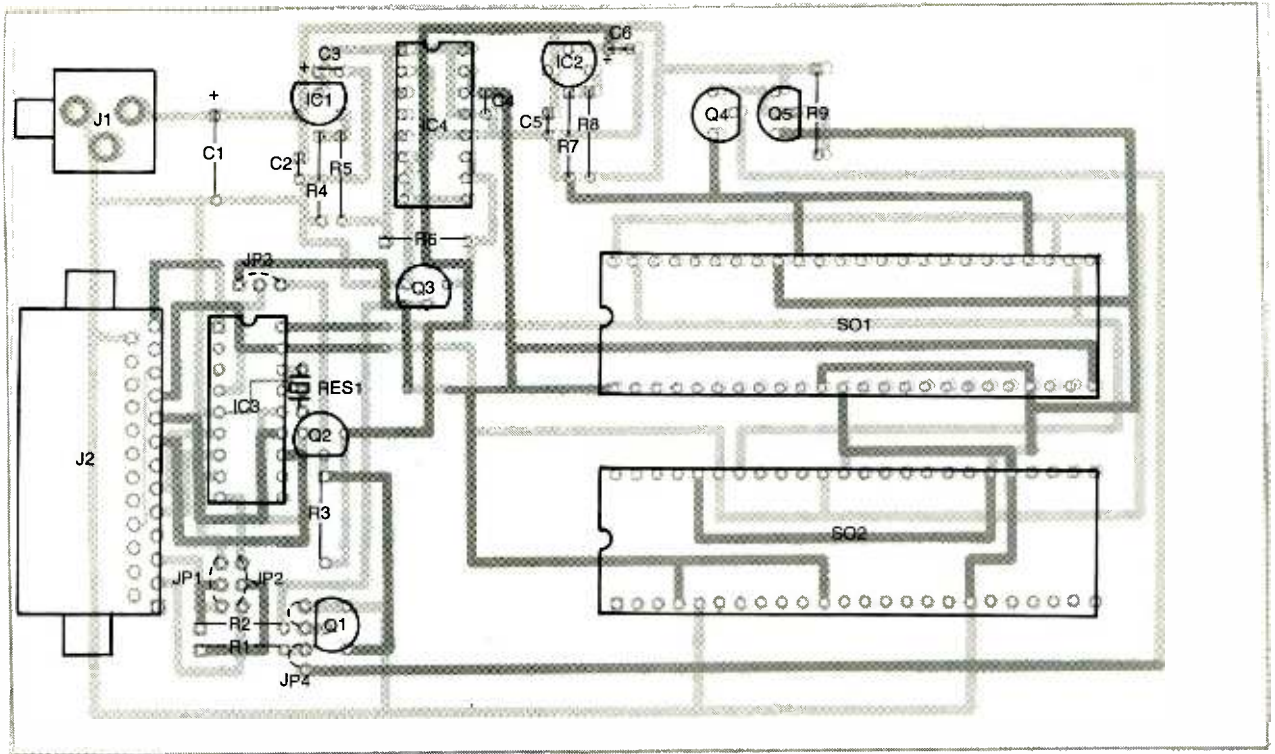 C6
C3
+
IC2
+
IC1
+
C4
J1
Q4
Q5
R9
C5
IC4
R8
C1
R7
C2
R5
R4
R6
JP3
Q3
SO1
RES1
IC3
Q2
J2
R3
SO2
JP1
JP2
R2
Q1
R1
JP4